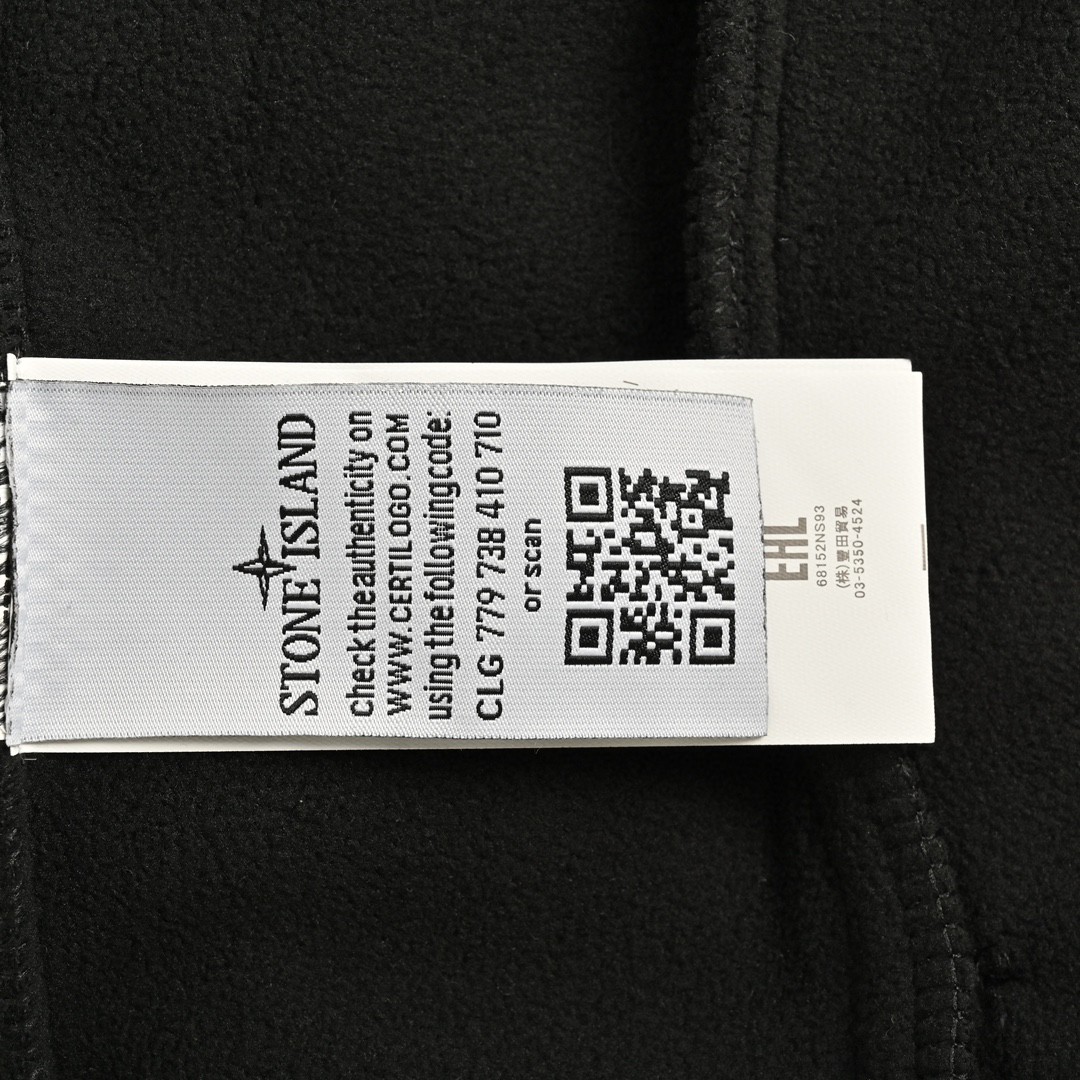 STONE ISLAND
check the authenticity on
WWW.CERTILOGO.COM
using the following code:
CLG 779 738 410 710
or scan
EAC
68152NS93
(株)豐田貿易
03-5350-4524